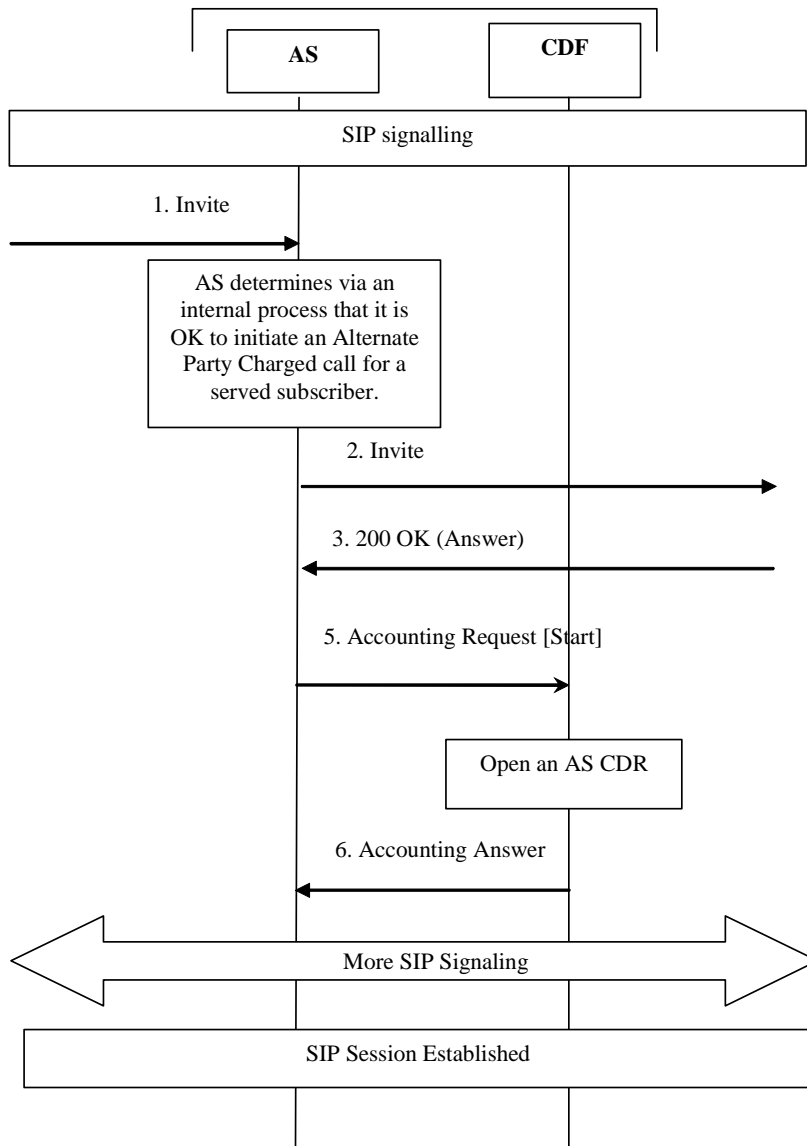 AS
CDF
SIP signalling
1. Invite
AS determines via an
internal process that it is
OK to initiate an Alternate
Party Charged call for a
served subscriber.
2. Invite
3. 200 OK (Answer)
5. Accounting Request [Start]
Open an AS CDR
6. Accounting Answer
More SIP Signaling
SIP Session Established